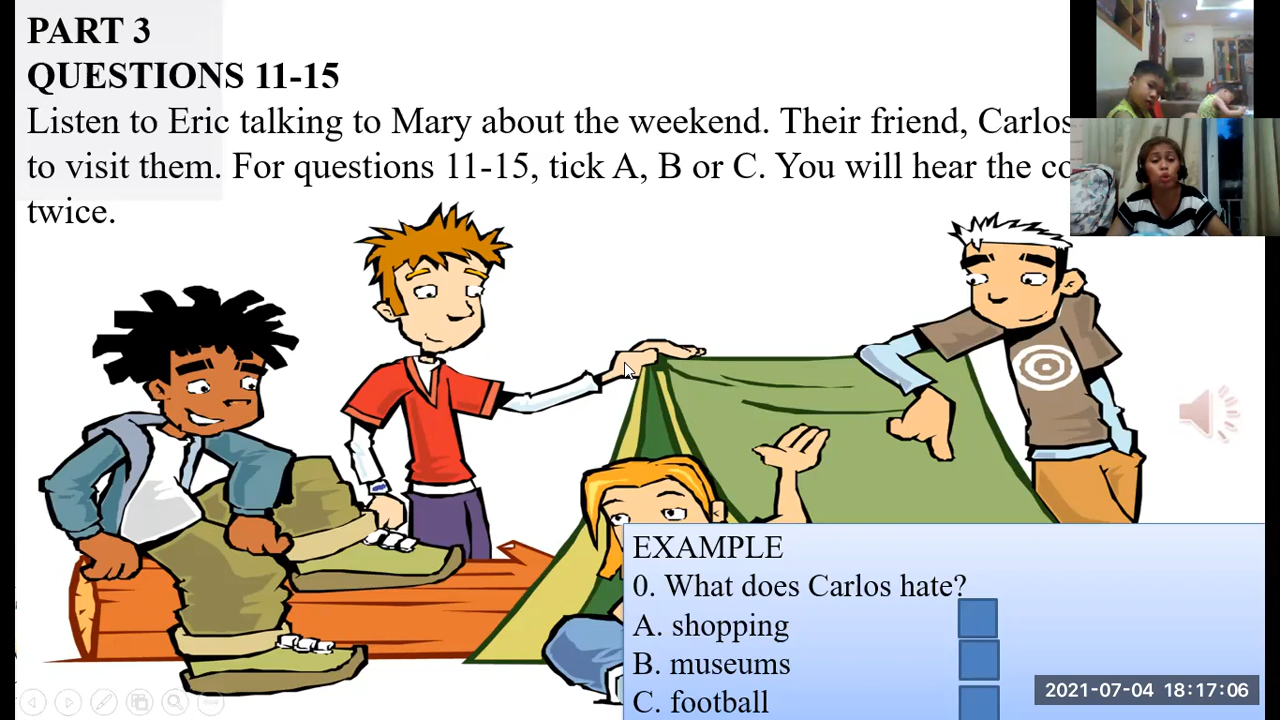 PART 3
QUESTIONS 11-15
Listen to Eric talking to Mary about the weekend. Their friend, Carlos
to visit them. For questions 11-15, tick A, B or C. You will hear the
twice.
EXAMPLE
0. What does Carlos hate?
A. shopping
B. museums
C. football
2021-07-04 18:17:06